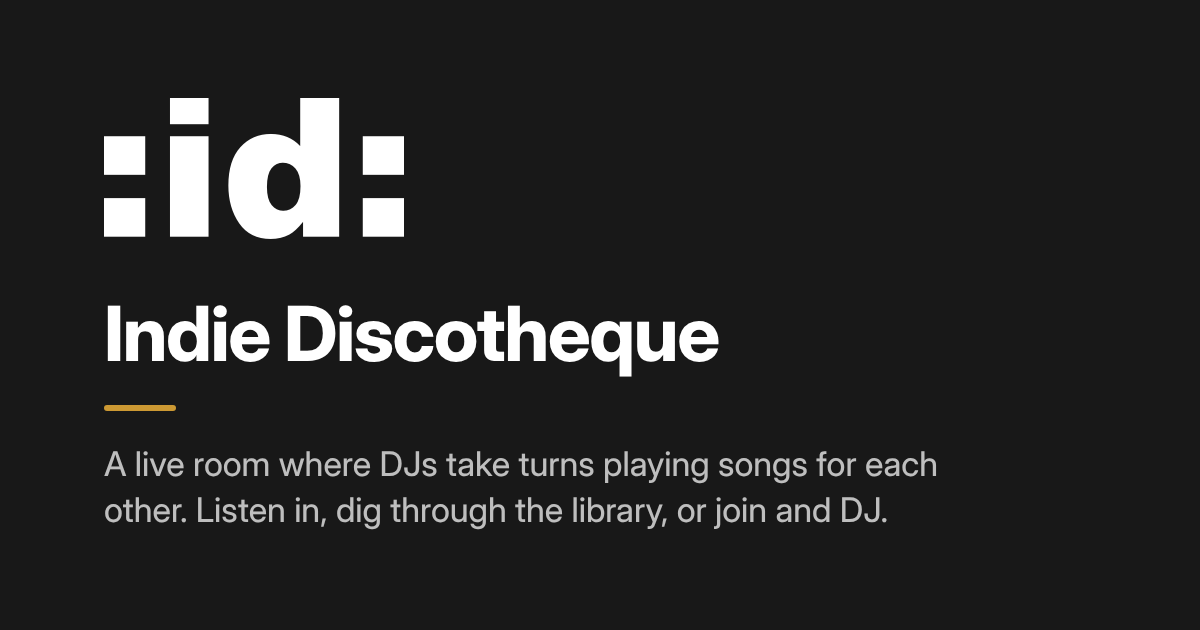 :id:
Indie Discotheque
A live room where DJs take turns playing songs for each
other. Listen in, dig through the library, or join and DJ.